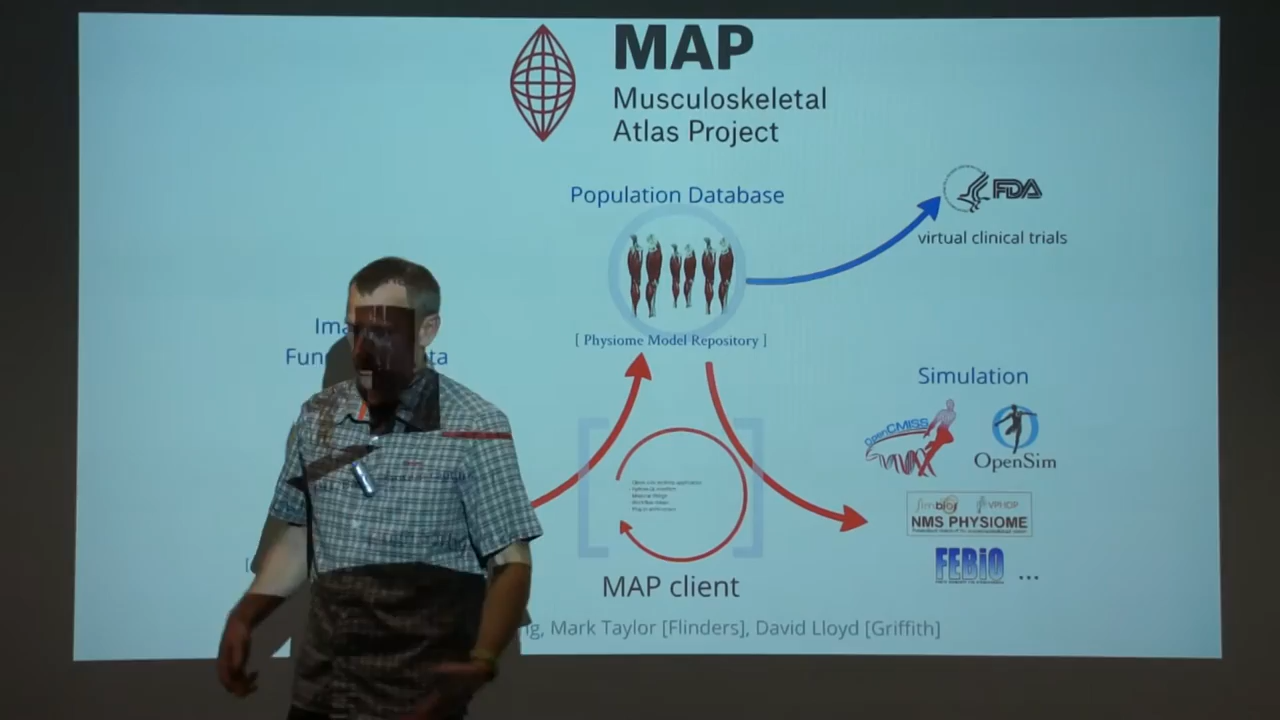 MAP
Musculoskeletal
Atlas Project
Population Database
FDA
virtual clinical trials
[ Physiome Model Repository ]
Simulation
OpenCMISS
OpenSim
VPHOP
NMS PHYSIOME
FEBiO ...
MAP client
Mark Taylor [Flinders], David Lloyd [Griffith]